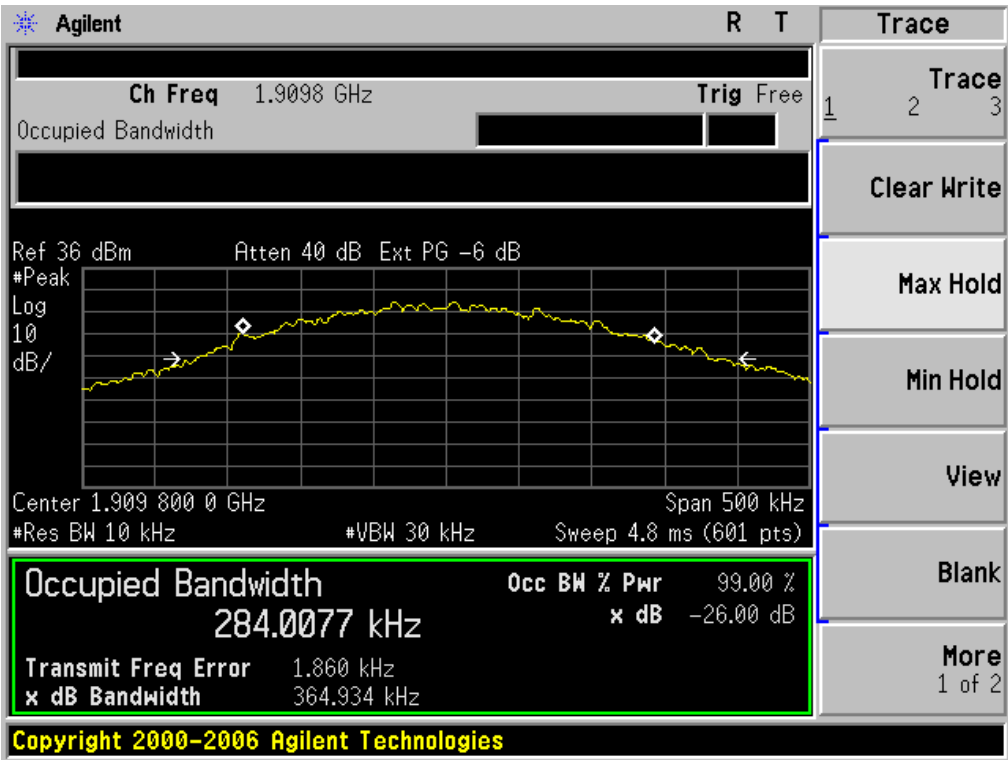 Agilent R T Trace
Ch Freq 1.9098 GHz Trig Free
Occupied Bandwidth
Ref 36 dBm Atten 40 dB Ext PG -6 dB
#Peak
Log
10
dB/
Center 1.909 800 0 GHz Span 500 kHz
#Res BW 10 kHz #VBW 30 kHz Sweep 4.8 ms (601 pts)
Occupied Bandwidth
284.0077 kHz
Occ BW % Pwr 99.00 %
x dB -26.00 dB
Transmit Freq Error 1.860 kHz
x dB Bandwidth 364.934 kHz
Copyright 2000-2006 Agilent Technologies
Trace
1 2 3
Clear Write
Max Hold
Min Hold
View
Blank
More
1 of 2